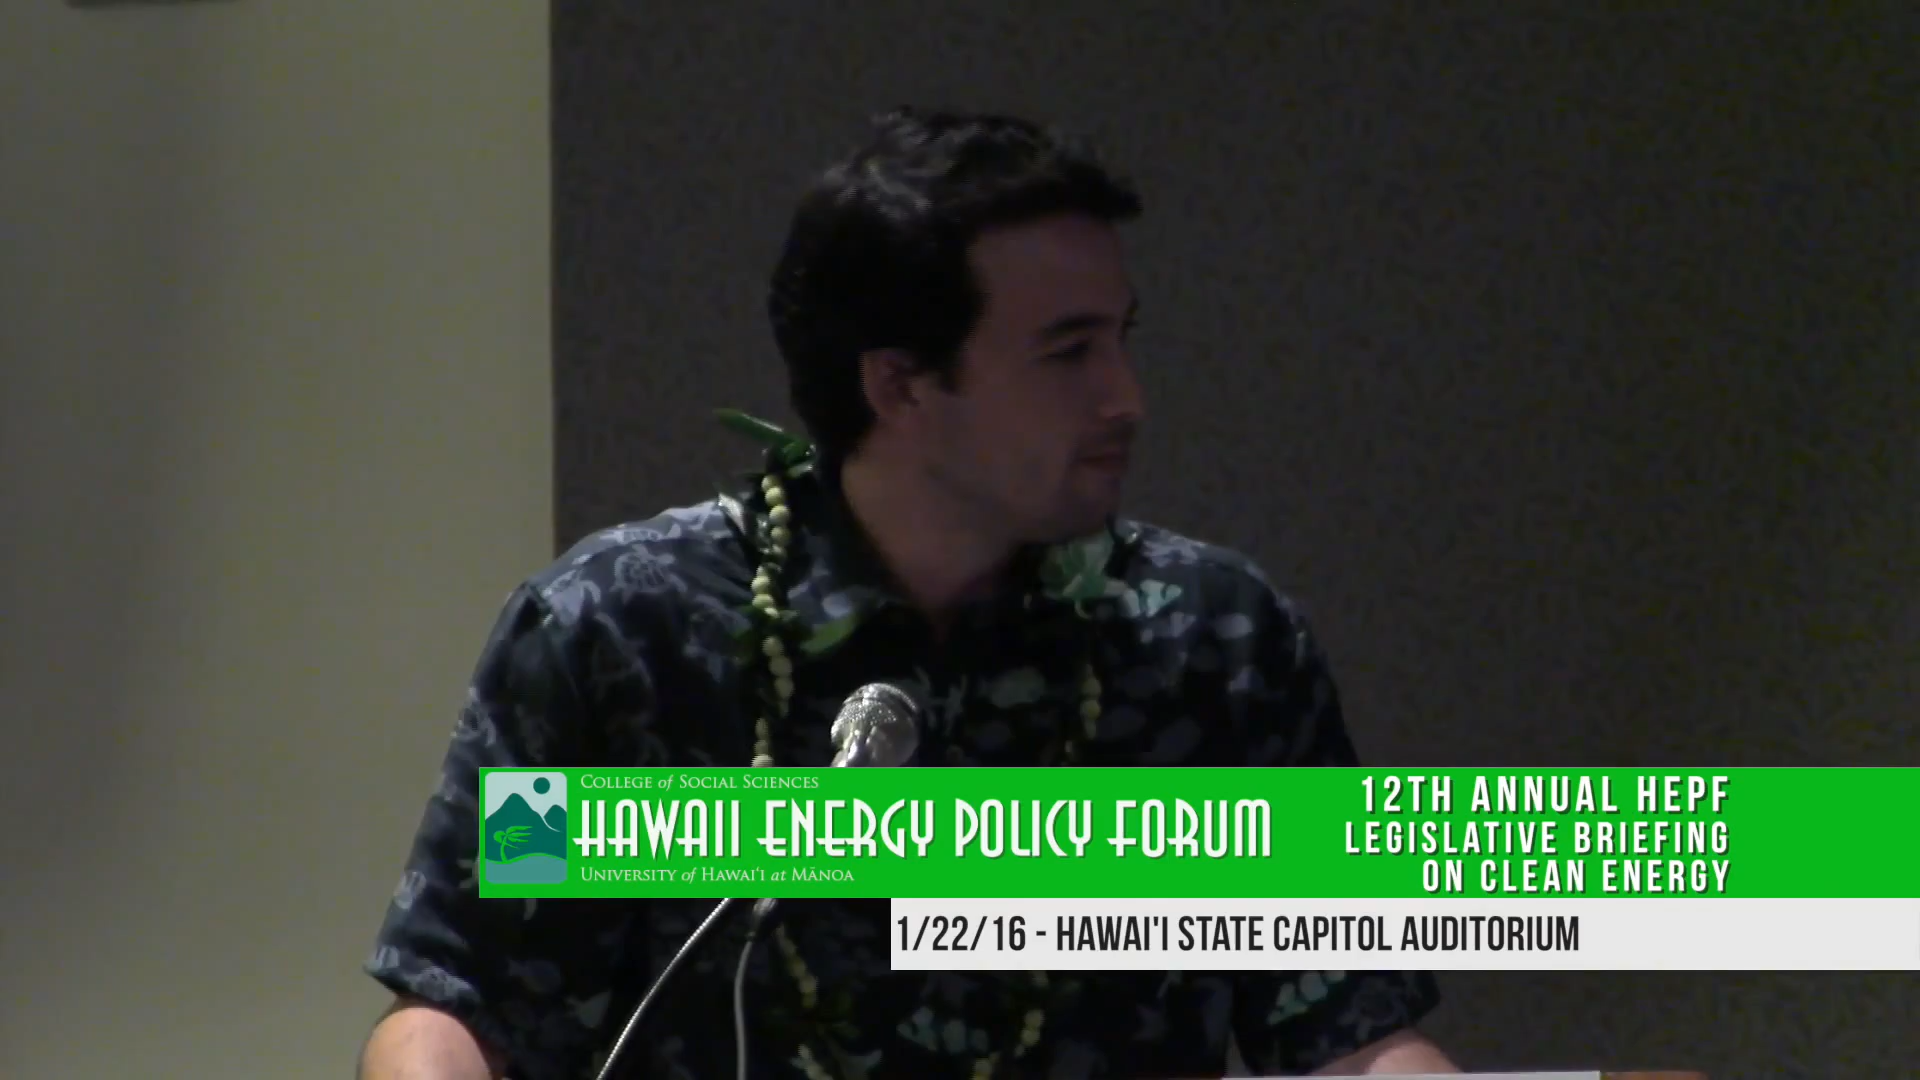 College of Social Sciences
HAWAII ENERGY POLICY FORUM
University of Hawai‘i at Mānoa
12TH ANNUAL HEPF
LEGISLATIVE BRIEFING
ON CLEAN ENERGY
1/22/16 - HAWAI'I STATE CAPITOL AUDITORIUM